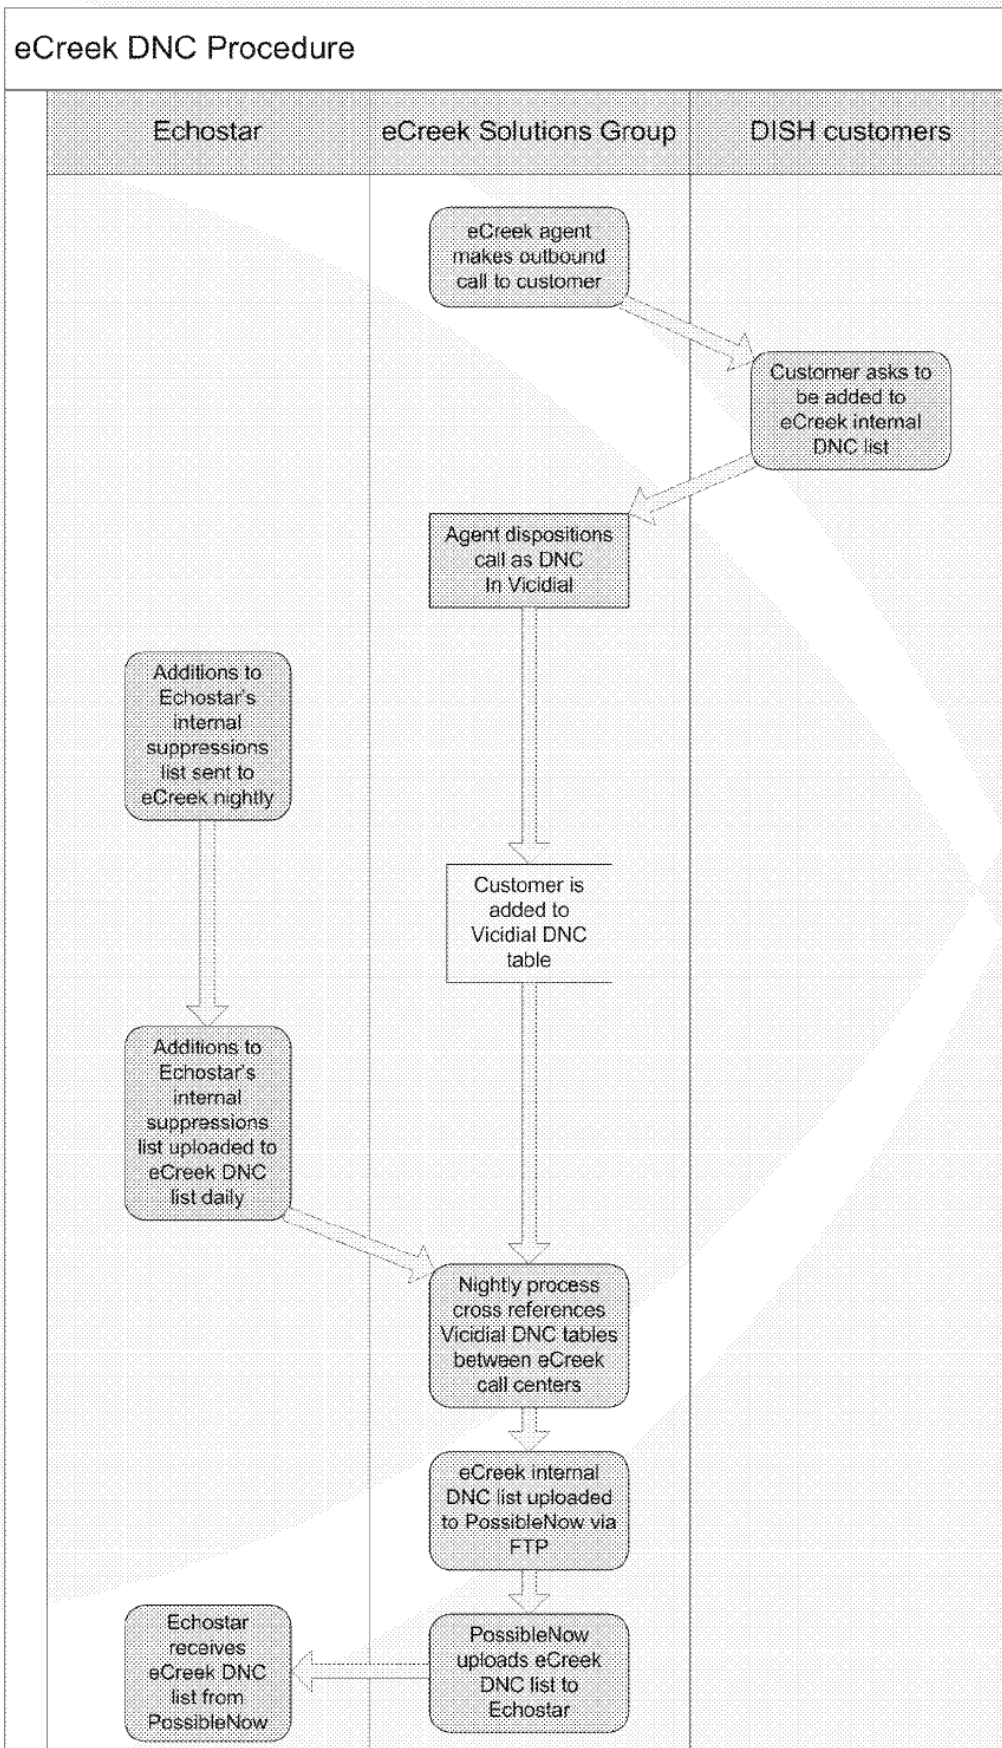 eCreek DNC Procedure
Echostar
eCreek Solutions Group
DISH customers
eCreek agent
makes outbound
call to customer
Customer asks to
be added to
eCreek internal
DNC list
Agent dispositions
call as DNC
In Vicidial
Additions to
Echostar's
internal
suppressions
list sent to
eCreek nightly
Customer is
added to
Vicidial DNC
table
Additions to
Echostar's
internal
suppressions
list uploaded to
eCreek DNC
list daily
Nightly process
cross references
Vicidial DNC tables
between eCreek
call centers
eCreek internal
DNC list uploaded
to PossibleNow via
FTP
Echostar
receives
eCreek DNC
list from
PossibleNow
PossibleNow
uploads eCreek
DNC list to
Echostar